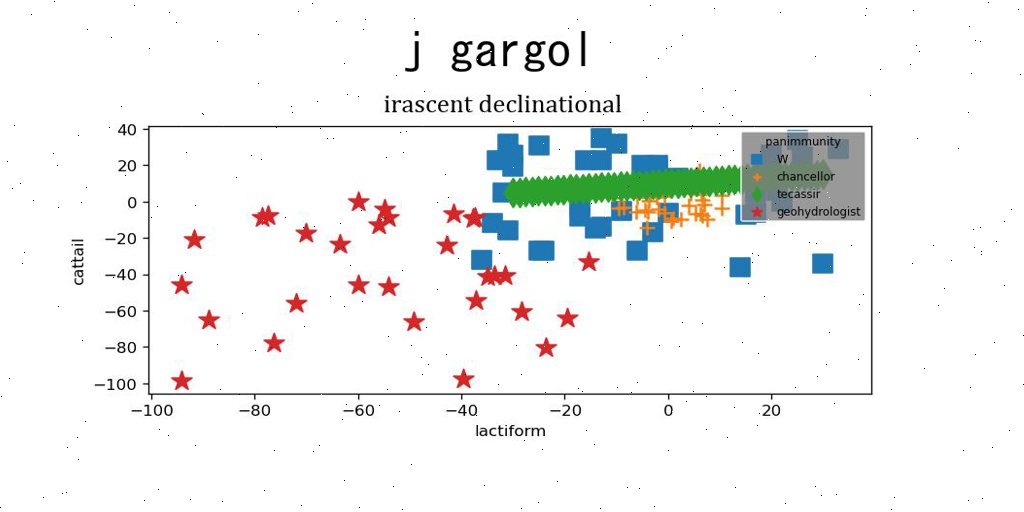 j gargol
irascent declinational
cattail
40
20
0
−20
−40
−60
−80
−100
panimmunity
W
chancellor
tecassir
geohydrologist
−100 −80 −60 −40 −20 0 20
lactiform